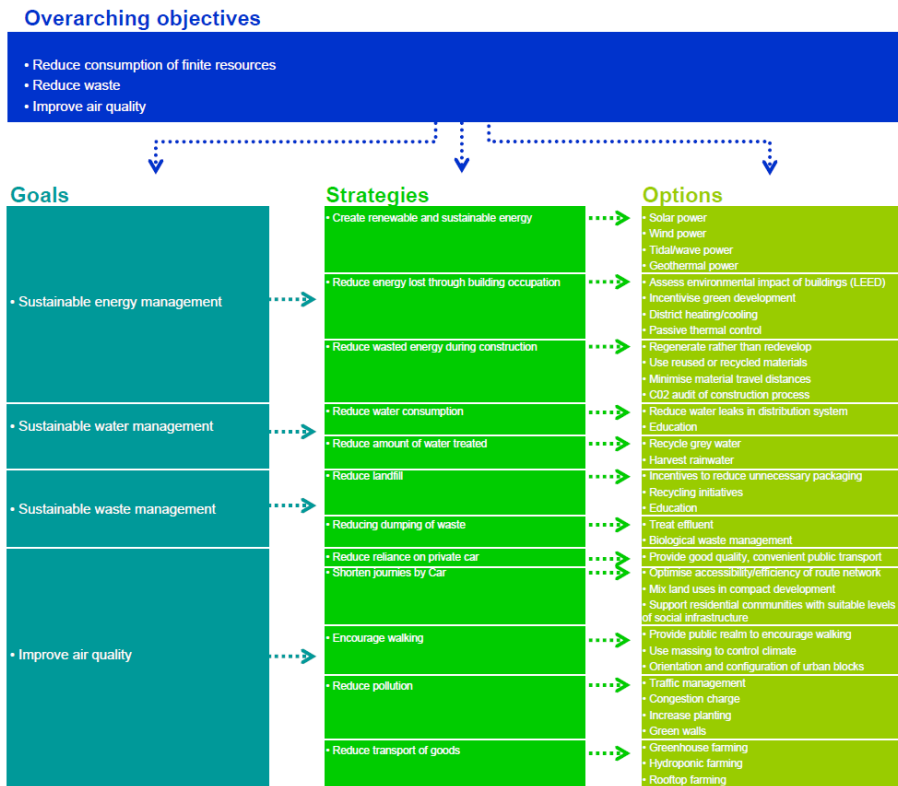 Overarching objectives
• Reduce consumption of finite resources
• Reduce waste
• Improve air quality
Goals
• Sustainable energy management
• Sustainable water management
• Sustainable waste management
• Improve air quality
Strategies
• Create renewable and sustainable energy
• Reduce energy lost through building occupation
• Reduce wasted energy during construction
• Reduce water consumption
• Reduce amount of water treated
• Reduce landfill
• Reducing dumping of waste
• Reduce reliance on private car
• Shorten journies by Car
• Encourage walking
• Reduce pollution
• Reduce transport of goods
Options
• Solar power
• Wind power
• Tidal/wave power
• Geothermal power
• Assess environmental impact of buildings (LEED)
• Incentivise green development
• District heating/cooling
• Passive thermal control
• Regenerate rather than redevelop
• Use reused or recycled materials
• Minimise material travel distances
• C02 audit of construction process
• Reduce water leaks in distribution system
• Education
• Recycle grey water
• Harvest rainwater
• Incentives to reduce unnecessary packaging
• Recycling initiatives
• Education
• Treat effluent
• Biological waste management
• Provide good quality, convenient public transport
• Optimise accessibility/efficiency of route network
• Mix land uses in compact development
• Support residential communities with suitable levels
of social infrastructure
• Provide public realm to encourage walking
• Use massing to control climate
• Orientation and configuration of urban blocks
• Traffic management
• Congestion charge
• Increase planting
• Green walls
• Greenhouse farming
• Hydroponic farming
• Rooftop farming